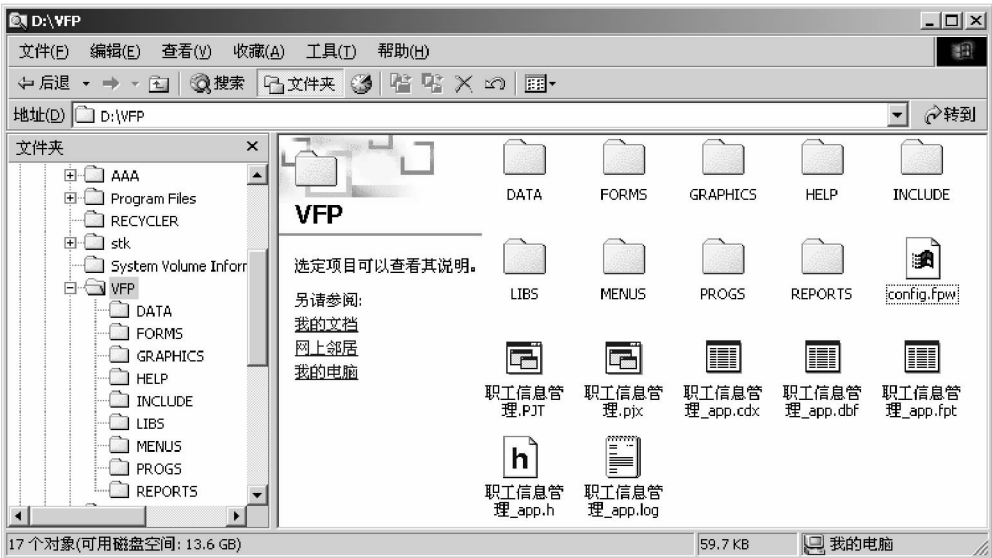 D:\VFP
文件(F) 编辑(E) 查看(V) 收藏(A) 工具(T) 帮助(H)
后退 搜索 文件夹
地址(D) D:\VFP 转到
文件夹
AAA
Program Files
RECYCLER
stk
System Volume Inforr
VFP
DATA
FORMS
GRAPHICS
HELP
INCLUDE
LIBS
MENUS
PROGS
REPORTS
VFP
选定项目可以查看其说明。
另请参阅:
我的文档
网上邻居
我的电脑
DATA FORMS GRAPHICS HELP INCLUDE
LIBS MENUS PROGS REPORTS config.fpw
职工信息管
理.PJT
职工信息管
理.pjx
职工信息管
理_app.cdx
职工信息管
理_app.dbf
职工信息管
理_app.fpt
h
职工信息管
理_app.h
职工信息管
理_app.log
17 个对象(可用磁盘空间: 13.6 GB) 59.7 KB 我的电脑